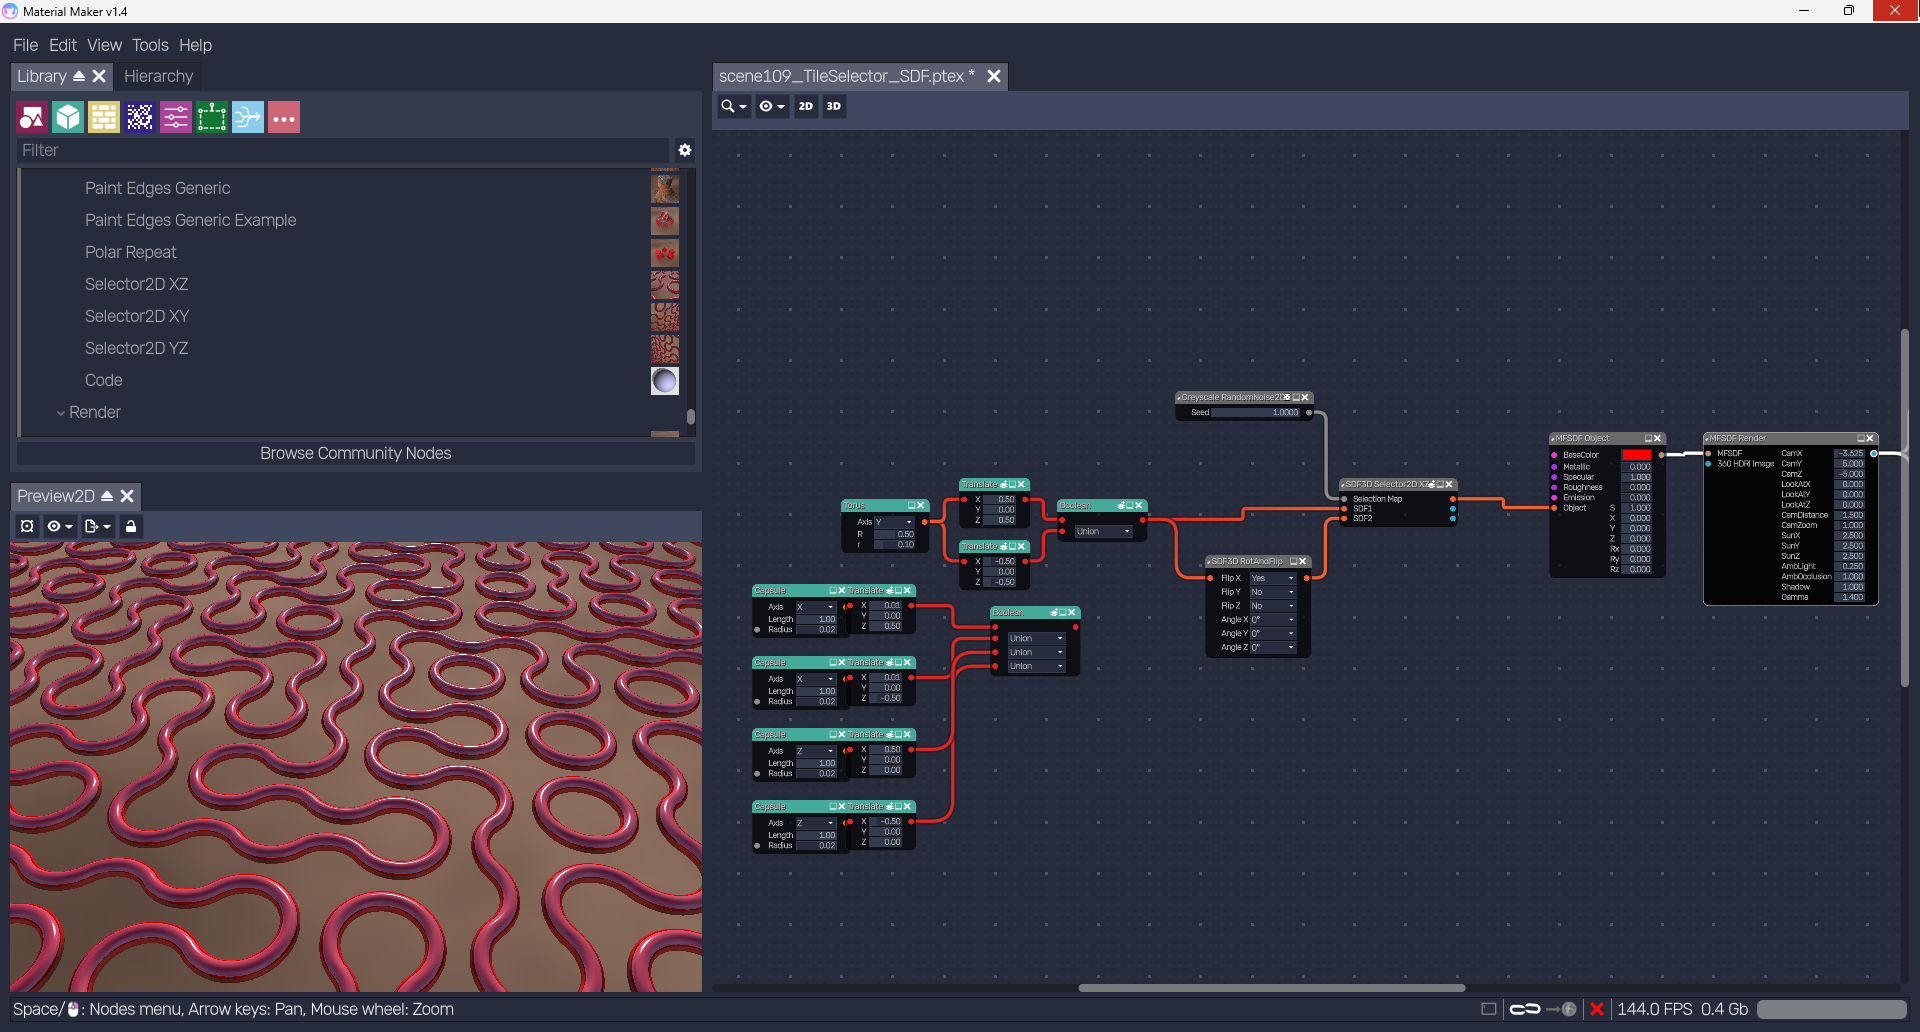 Material Maker v1.4
File Edit View Tools Help
Library
Hierarchy
Filter
Paint Edges Generic
Paint Edges Generic Example
Polar Repeat
Selector2D XZ
Selector2D XY
Selector2D YZ
Code
Render
Browse Community Nodes
Preview2D
scene109_TileSelector_SDF.ptex *
2D
3D
Greyscale RandomNoise2D
Seed 1.0000
Torus
Axis Y
R 0.50
r 0.10
Translate
X 0.50
Y 0.00
Z 0.50
Translate
X -0.50
Y 0.00
Z -0.50
Boolean
Union
Capsule
Axis X
Length 1.00
Radius 0.02
Translate
X 0.01
Y 0.00
Z 0.50
Capsule
Axis X
Length 1.00
Radius 0.02
Translate
X 0.01
Y 0.00
Z -0.50
Capsule
Axis Z
Length 1.00
Radius 0.02
Translate
X 0.50
Y 0.00
Z 0.00
Capsule
Axis Z
Length 1.00
Radius 0.02
Translate
X -0.50
Y 0.00
Z 0.00
Boolean
Union
Union
Union
SDF3D RotAndFlip
Flip X Yes
Flip Y No
Flip Z No
Angle X 0°
Angle Y 0°
Angle Z 0°
SDF3D Selector2D XZ
Selection Map
SDF1
SDF2
MFSDF Object
BaseColor
Metallic 0.000
Specular 1.000
Roughness 0.000
Emission 0.000
Object S 1.000
X 0.000
Y 0.000
Z 0.000
Rx 0.000
Ry 0.000
Rz 0.000
MFSDF Render
MFSDF CamX -3.625
360 HDRI Image CamY 5.000
CamZ -5.000
LookAtX 0.000
LookAtY 0.000
LookAtZ 0.000
CamDistance 1.500
CamZoom 1.000
SunX 2.500
SunY 2.500
SunZ 2.500
AmbLight 0.250
AmbOcclusion 1.000
Shadow 1.000
Gamma 1.400
Space/ : Nodes menu, Arrow keys: Pan, Mouse wheel: Zoom
144.0 FPS 0.4 Gb